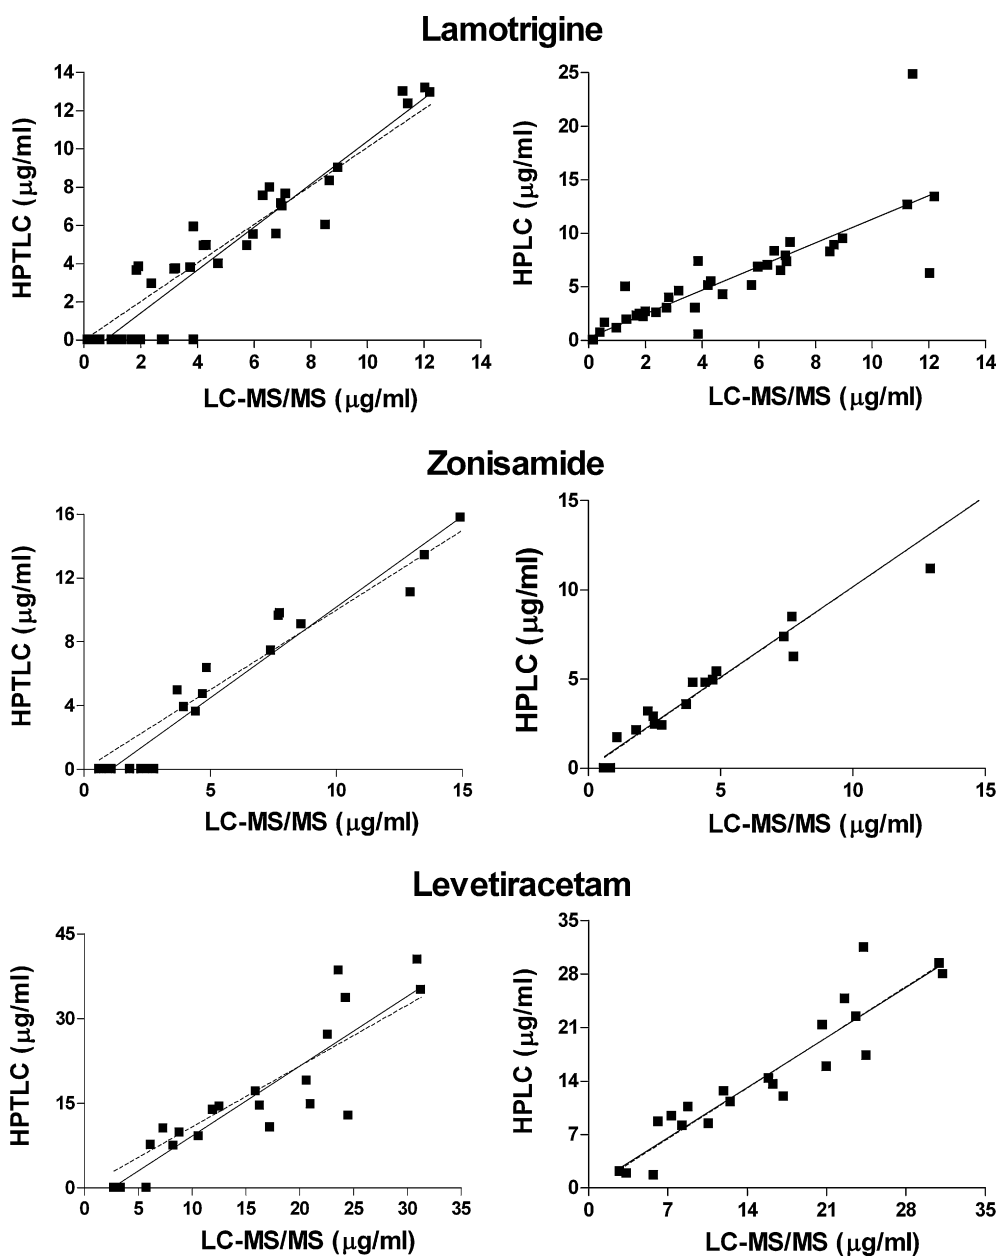 Lamotrigine
HPTLC (μg/ml)
14
12
10
8
6
4
2
0
0 2 4 6 8 10 12 14
LC-MS/MS (μg/ml)
HPLC (μg/ml)
25
20
15
10
5
0
0 2 4 6 8 10 12 14
LC-MS/MS (μg/ml)
Zonisamide
HPTLC (μg/ml)
16
12
8
4
0
0 5 10 15
LC-MS/MS (μg/ml)
HPLC (μg/ml)
15
10
5
0
0 5 10 15
LC-MS/MS (μg/ml)
Levetiracetam
HPTLC (μg/ml)
45
30
15
0
0 5 10 15 20 25 30 35
LC-MS/MS (μg/ml)
HPLC (μg/ml)
35
28
21
14
7
0
0 7 14 21 28 35
LC-MS/MS (μg/ml)